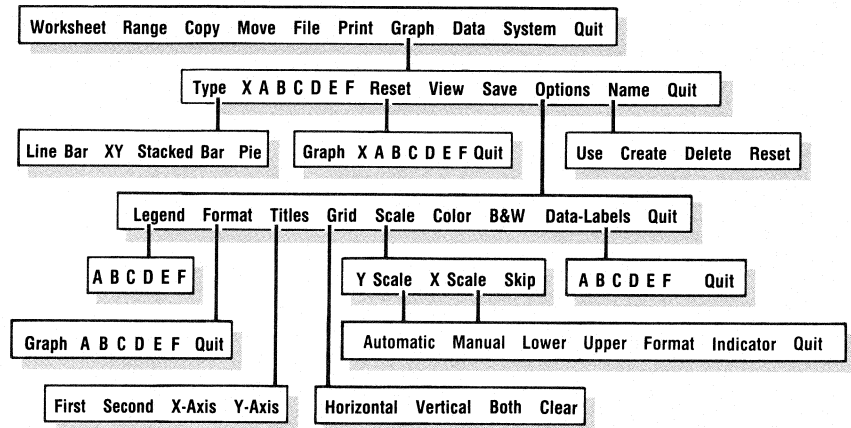 Worksheet Range Copy Move File Print Graph Data System Quit
Type X A B C D E F Reset View Save Options Name Quit
Line Bar XY Stacked Bar Pie
Graph X A B C D E F Quit
Use Create Delete Reset
Legend Format Titles Grid Scale Color B&W Data-Labels Quit
A B C D E F
Y Scale X Scale Skip
A B C D E F Quit
Graph A B C D E F Quit
Automatic Manual Lower Upper Format Indicator Quit
First Second X-Axis Y-Axis
Horizontal Vertical Both Clear